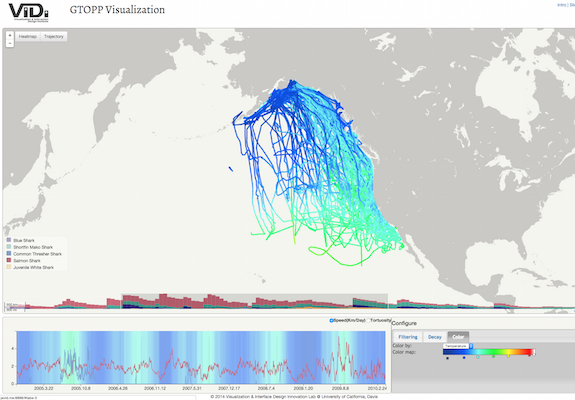 ViDi
GTOPP Visualization
Intro
+
-
Heatmap
Trajectory
Blue Shark
Shortfin Mako Shark
Common Thresher Shark
Salmon Shark
Juvenile White Shark
Speed(Km/Day)
Tortuosity
Configure
Filtering
Decay
Color
Color by:
Temperature
Color map:
4
2
0
2005.3.22
2005.10.8
2006.4.26
2006.11.12
2007.5.31
2007.12.17
2008.7.4
2009.1.20
2009.8.8
2010.2.24
© 2014 Visualization & Interface Design Innovation Lab @ University of California, Davis